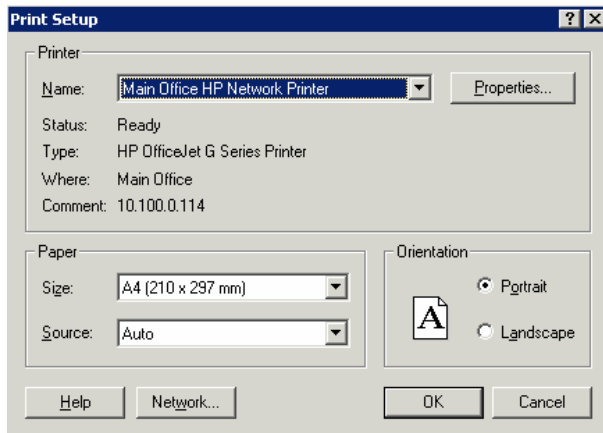 Print Setup
Printer
Name: Main Office HP Network Printer Properties...
Status: Ready
Type: HP OfficeJet G Series Printer
Where: Main Office
Comment: 10.100.0.114
Paper
Size: A4 (210 x 297 mm)
Source: Auto
Orientation
A
Portrait
Landscape
Help Network... OK Cancel